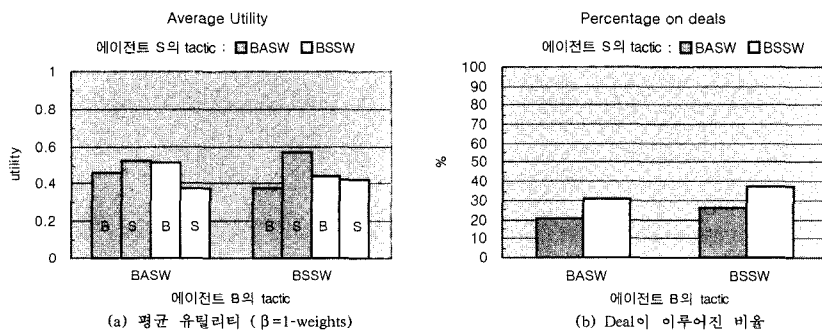 Average Utility
에이전트 S의 tactic : BASW BSSW
1
0.8
0.6
0.4
0.2
0
utility
B S B S B S B S
BASW BSSW
에이전트 B의 tactic
(a) 평균 유틸리티 (β=1-weights)
Percentage on deals
에이전트 S의 tactic : BASW BSSW
100
90
80
70
60
50
40
30
20
10
0
%
BASW BSSW
에이전트 B의 tactic
(b) Deal이 이루어진 비율